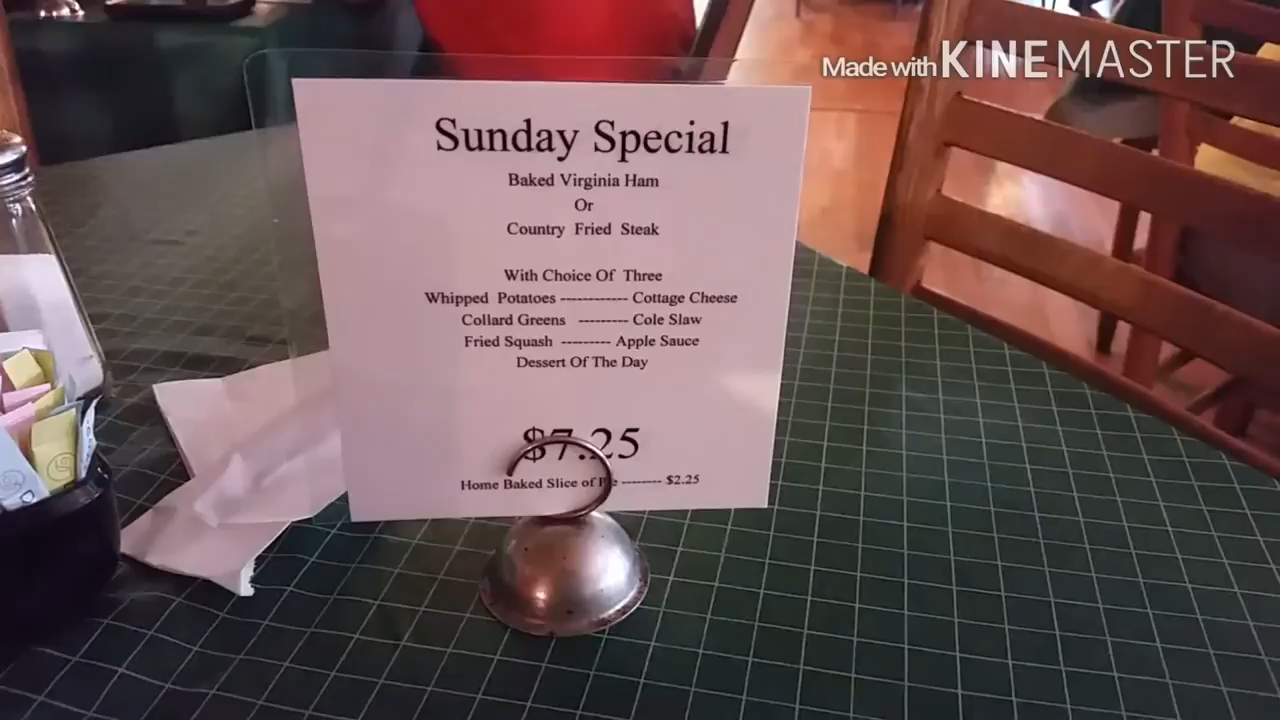 Made with KINEMASTER
Sunday Special
Baked Virginia Ham
Or
Country Fried Steak
With Choice Of Three
Whipped Potatoes ------------ Cottage Cheese
Collard Greens --------- Cole Slaw
Fried Squash --------- Apple Sauce
Dessert Of The Day
$7.25
Home Baked Slice of Pie -------- $2.25